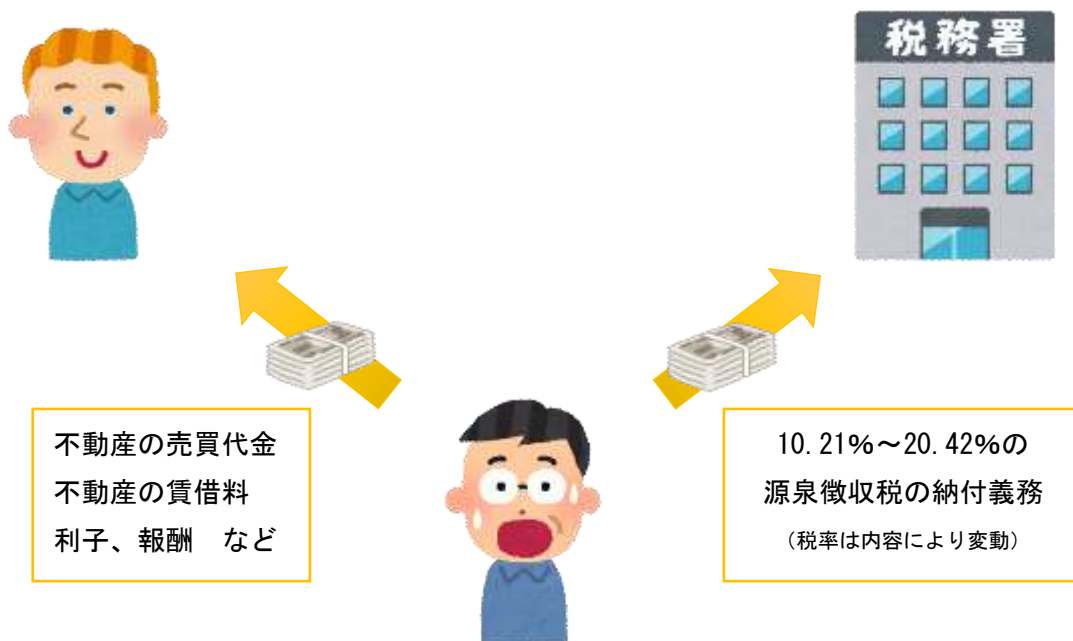 税務署
不動産の売買代金
不動産の賃借料
利子、報酬　など
10.21%～20.42%の
源泉徴収税の納付義務
（税率は内容により変動）